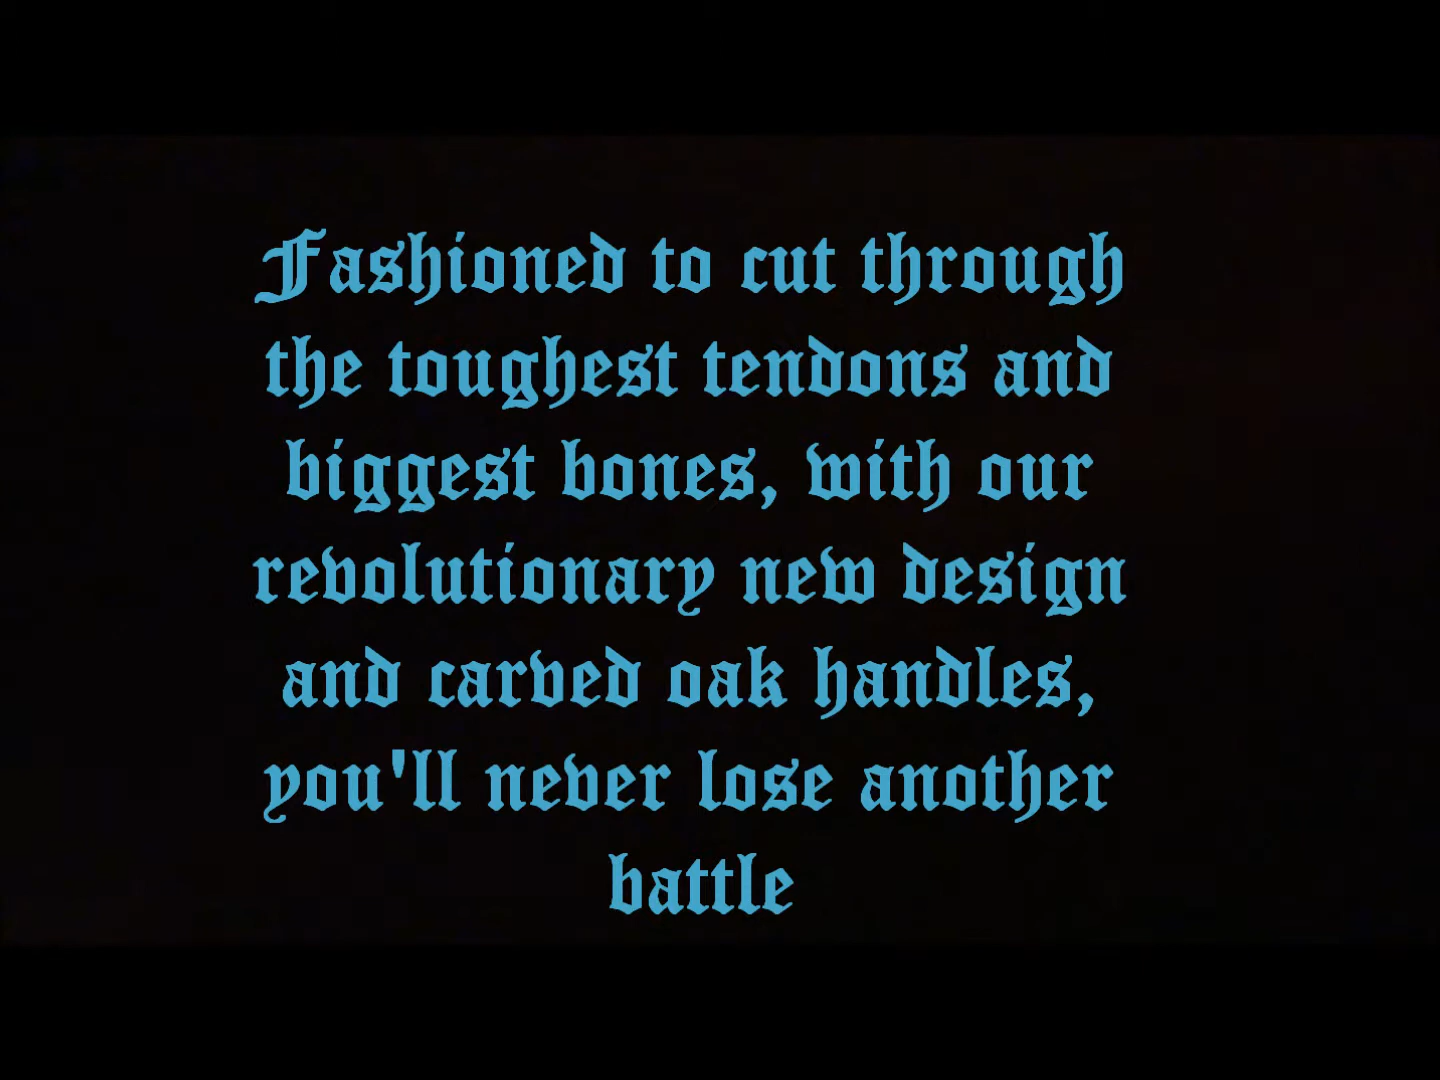 Fashioned to cut through
the toughest tendons and
biggest bones, with our
revolutionary new design
and carved oak handles,
you'll never lose another
battle